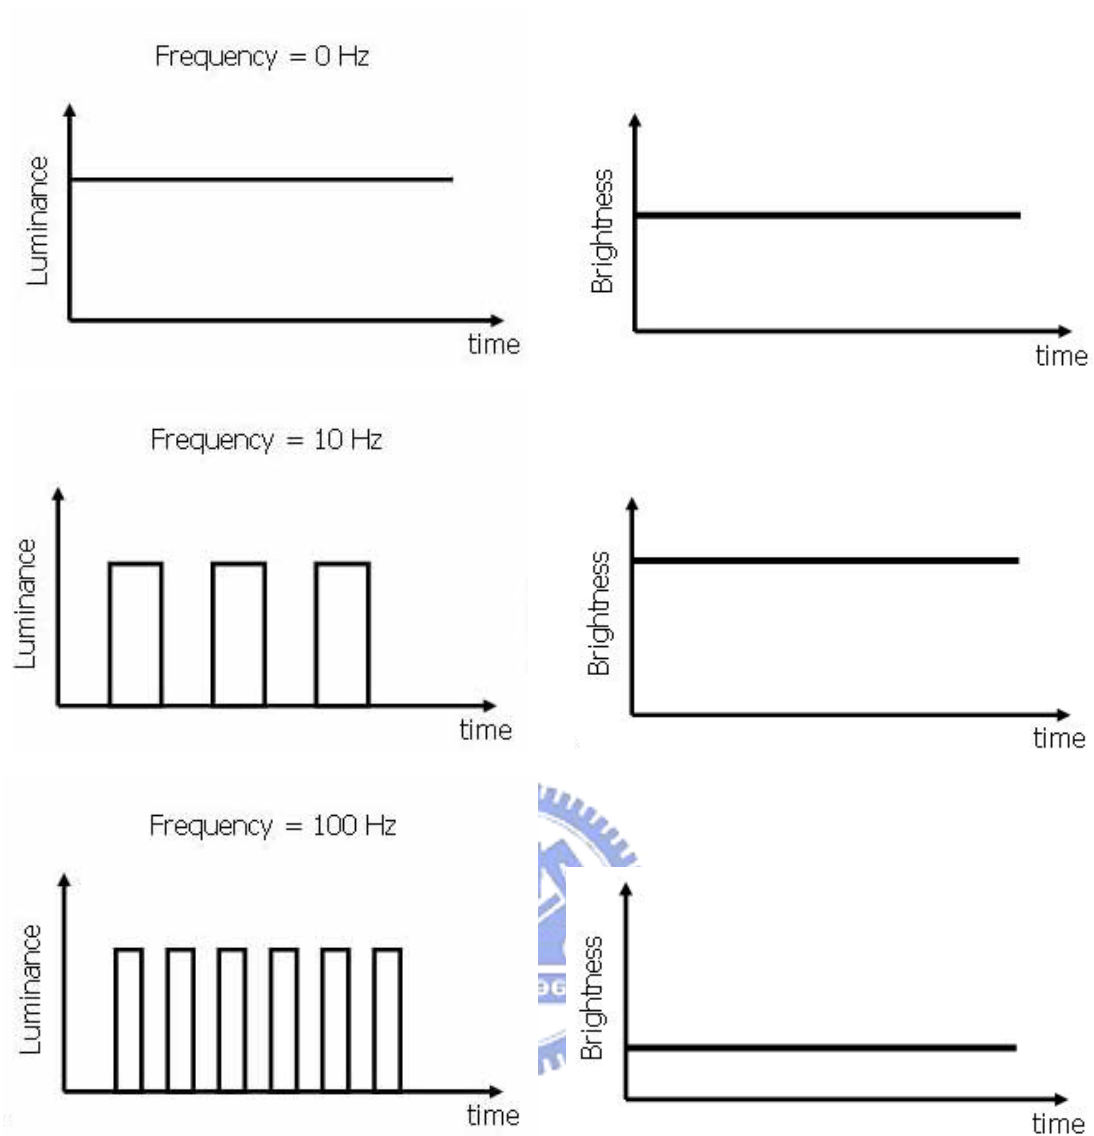 Frequency = 0 Hz
Luminance
time
Brightness
time
Frequency = 10 Hz
Luminance
time
Brightness
time
Frequency = 100 Hz
Luminance
time
Brightness
time